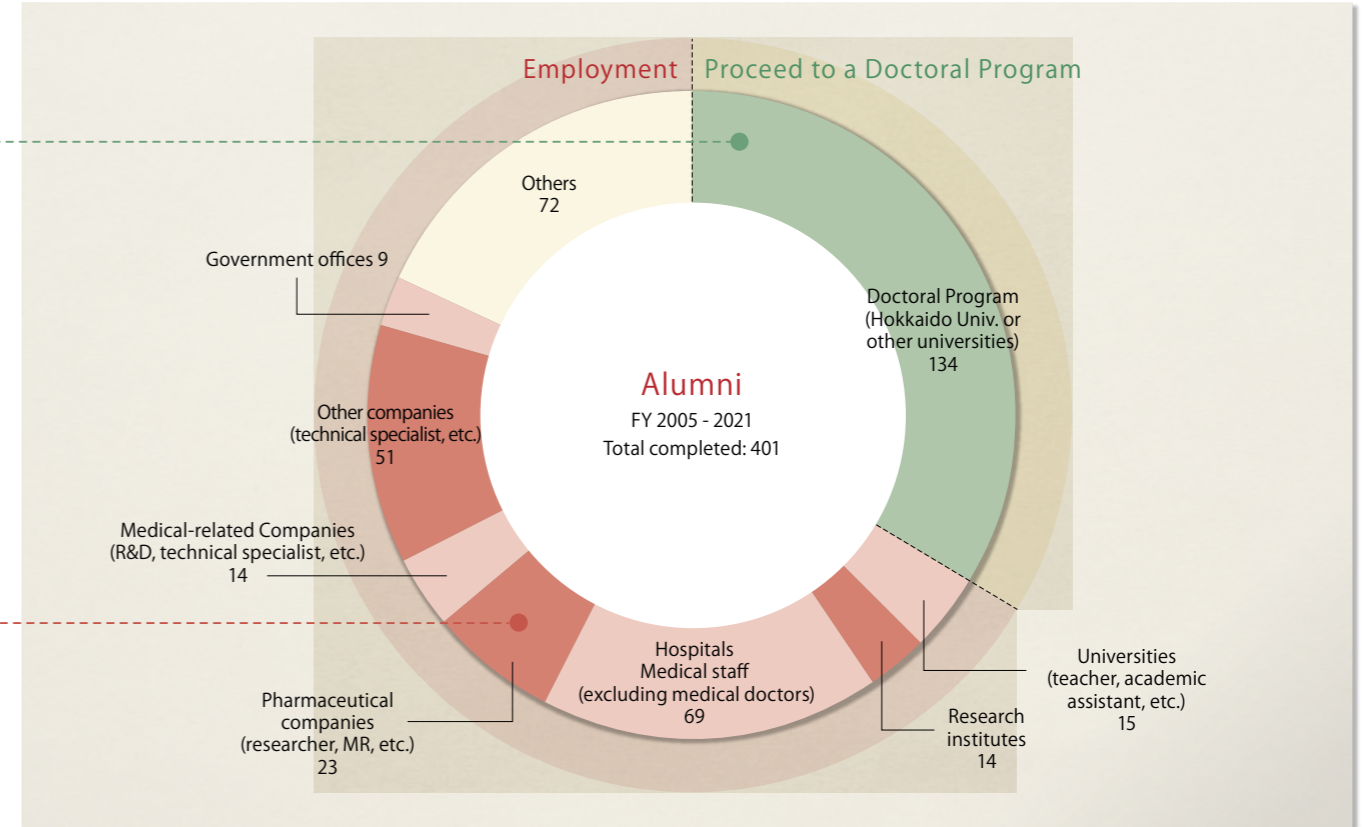 Employment
Proceed to a Doctoral Program
Others
72
Government offices 9
Doctoral Program
(Hokkaido Univ. or
other universities)
134
Alumni
FY 2005 - 2021
Total completed: 401
Other companies
(technical specialist, etc.)
51
Medical-related Companies
(R&D, technical specialist, etc.)
14
Hospitals
Medical staff
(excluding medical doctors)
69
Universities
(teacher, academic
assistant, etc.)
15
Pharmaceutical
companies
(researcher, MR, etc.)
23
Research
institutes
14